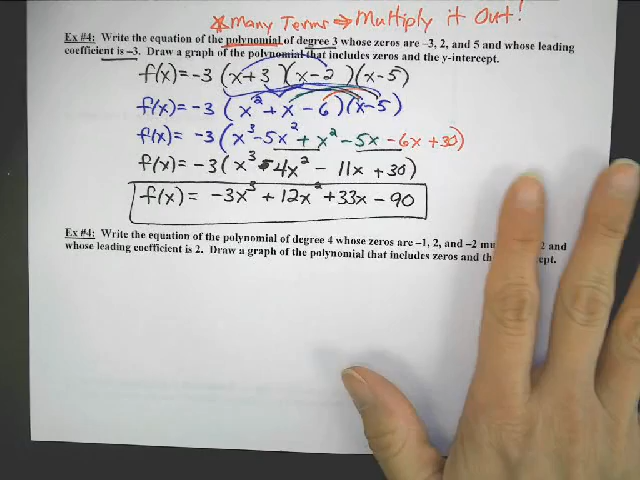 *Many Terms → Multiply it Out!
Ex #4: Write the equation of the polynomial of degree 3 whose zeros are –3, 2, and 5 and whose leading
coefficient is –3. Draw a graph of the polynomial that includes zeros and the y-intercept.
f(x) = -3 (x+3)(x-2)(x-5)
f(x) = -3 (x² + x - 6)(x-5)
f(x) = -3 (x³ -5x² + x² - 5x - 6x + 30)
f(x) = -3 (x³ - 4x² - 11x + 30)
f(x) = -3x³ + 12x² + 33x - 90
Ex #4: Write the equation of the polynomial of degree 4 whose zeros are –1, 2, and –2 2 and
whose leading coefficient is 2. Draw a graph of the polynomial that includes zeros and